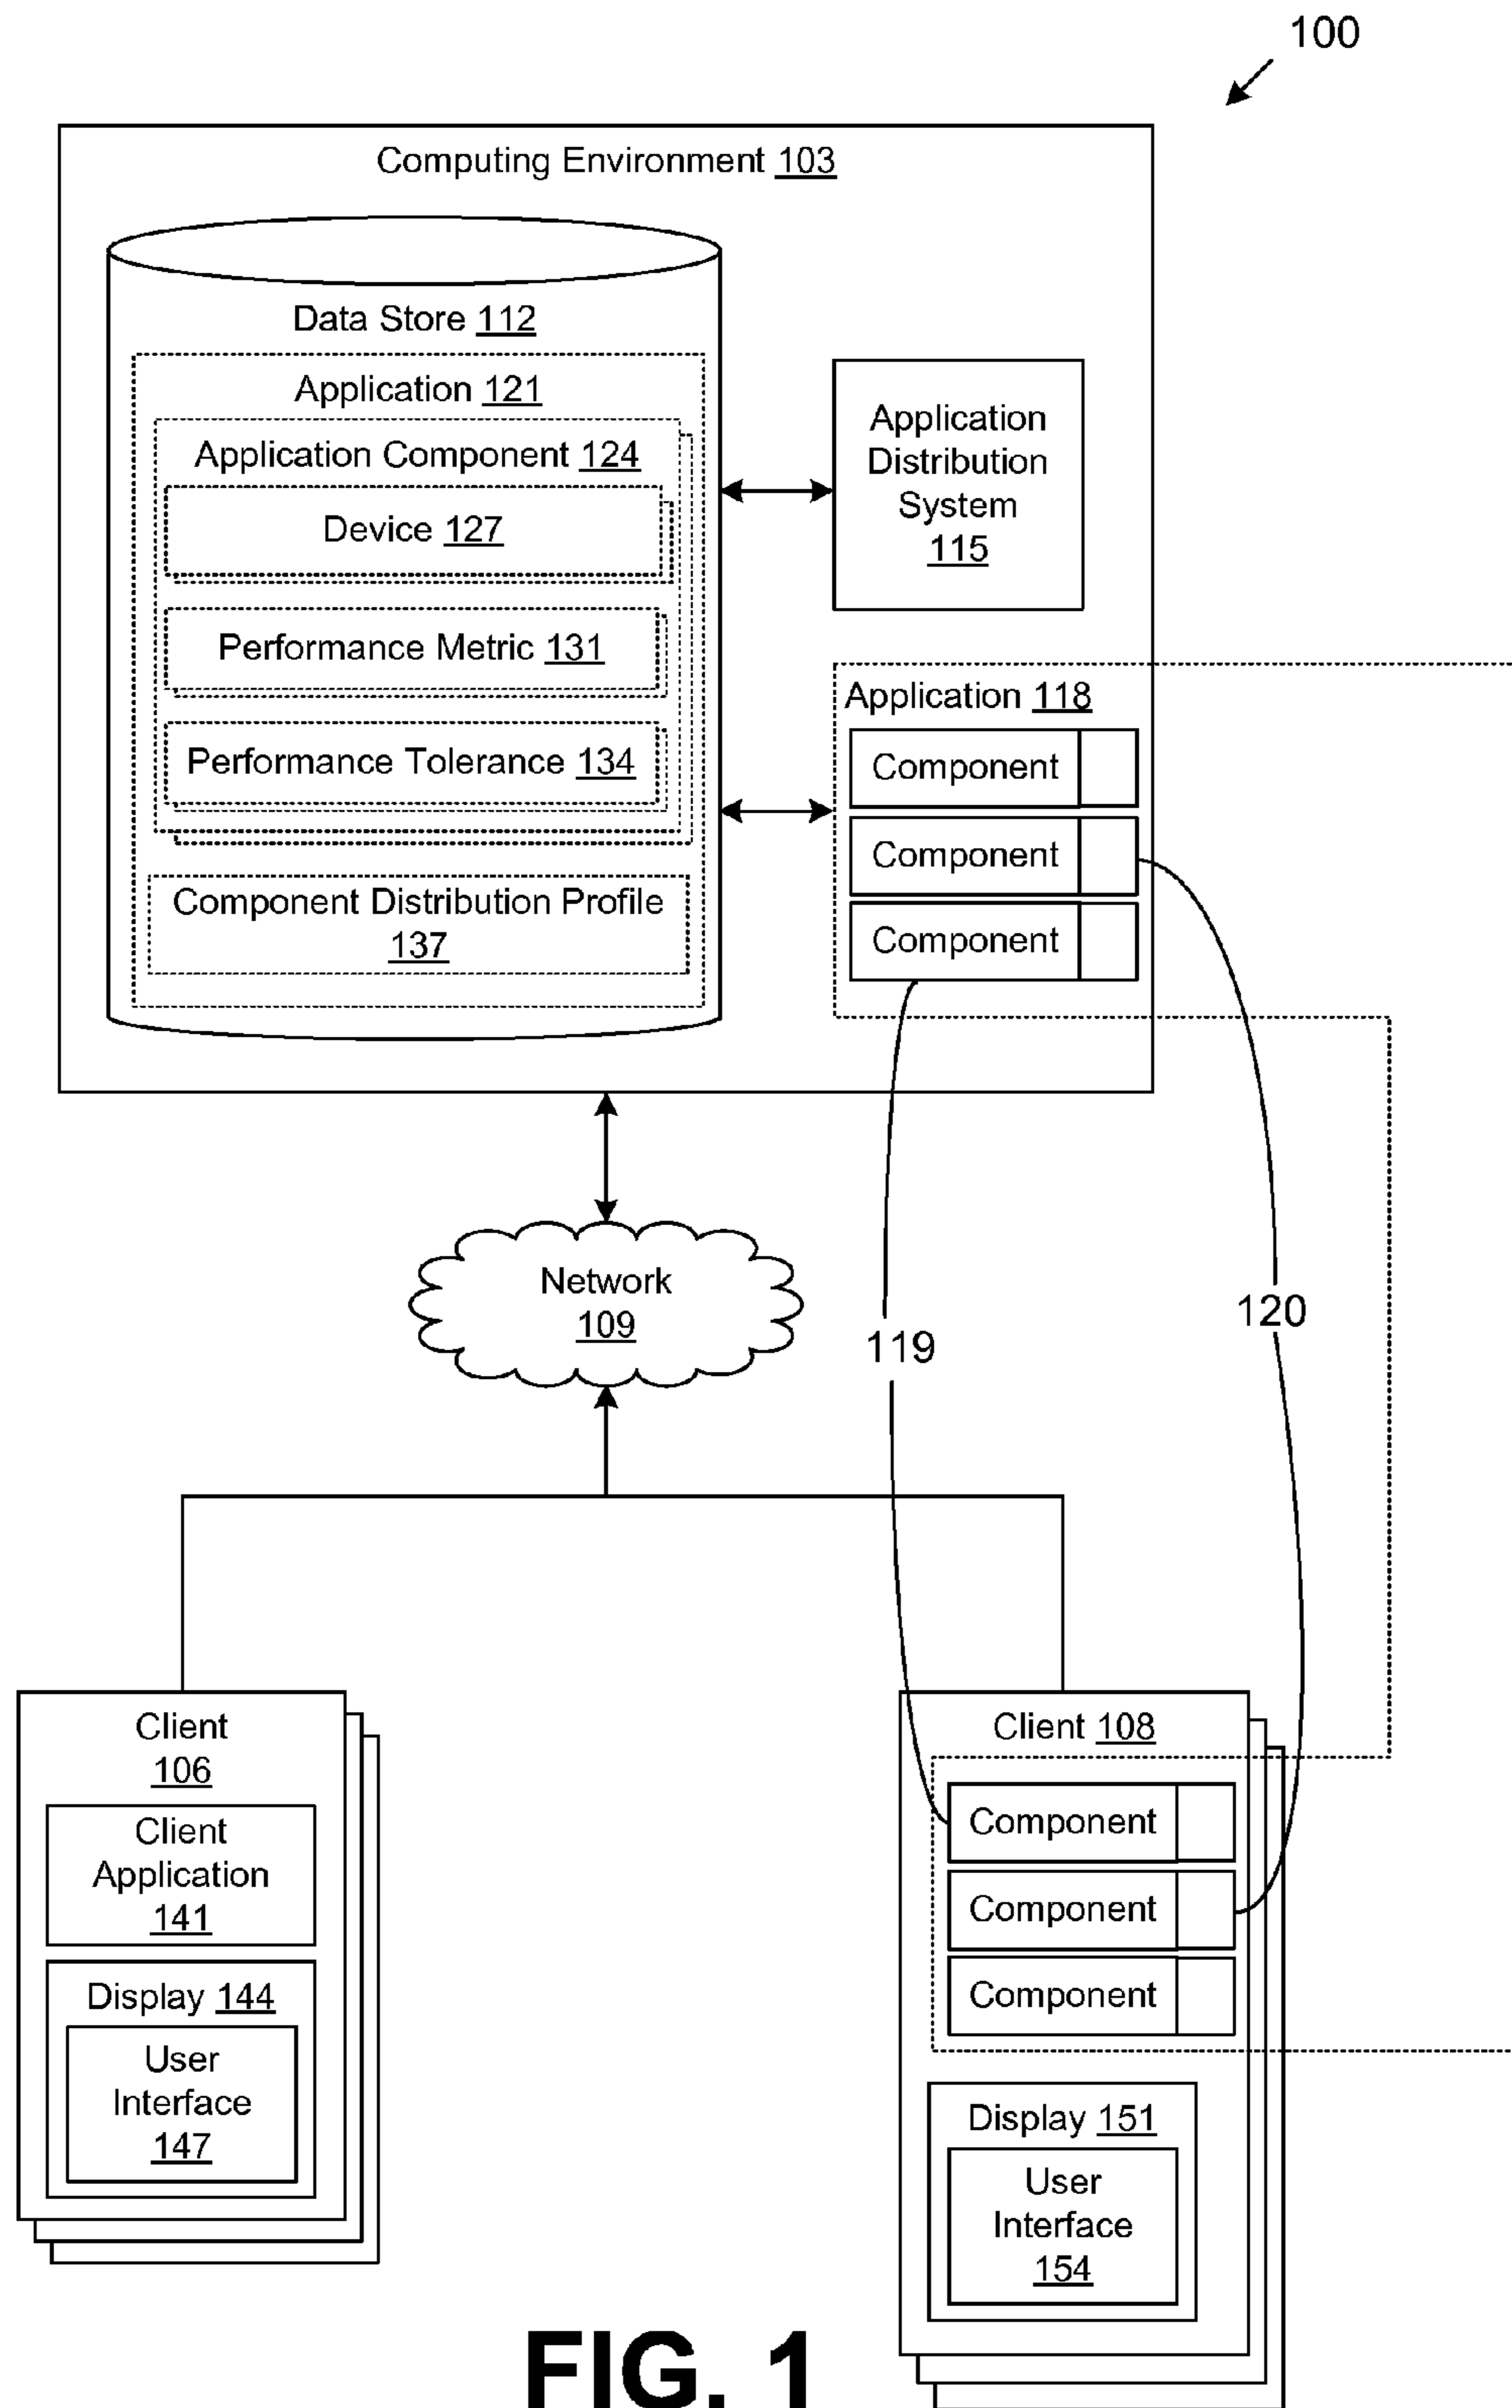 100
Computing Environment 103
Data Store 112
Application 121
Application Component 124
Device 127
Performance Metric 131
Performance Tolerance 134
Component Distribution Profile
137
Application
Distribution
System
115
Application 118
Component
Component
Component
Network
109
119
120
Client
106
Client
Application
141
Display 144
User
Interface
147
Client 108
Component
Component
Component
Display 151
User
Interface
154
FIG. 1